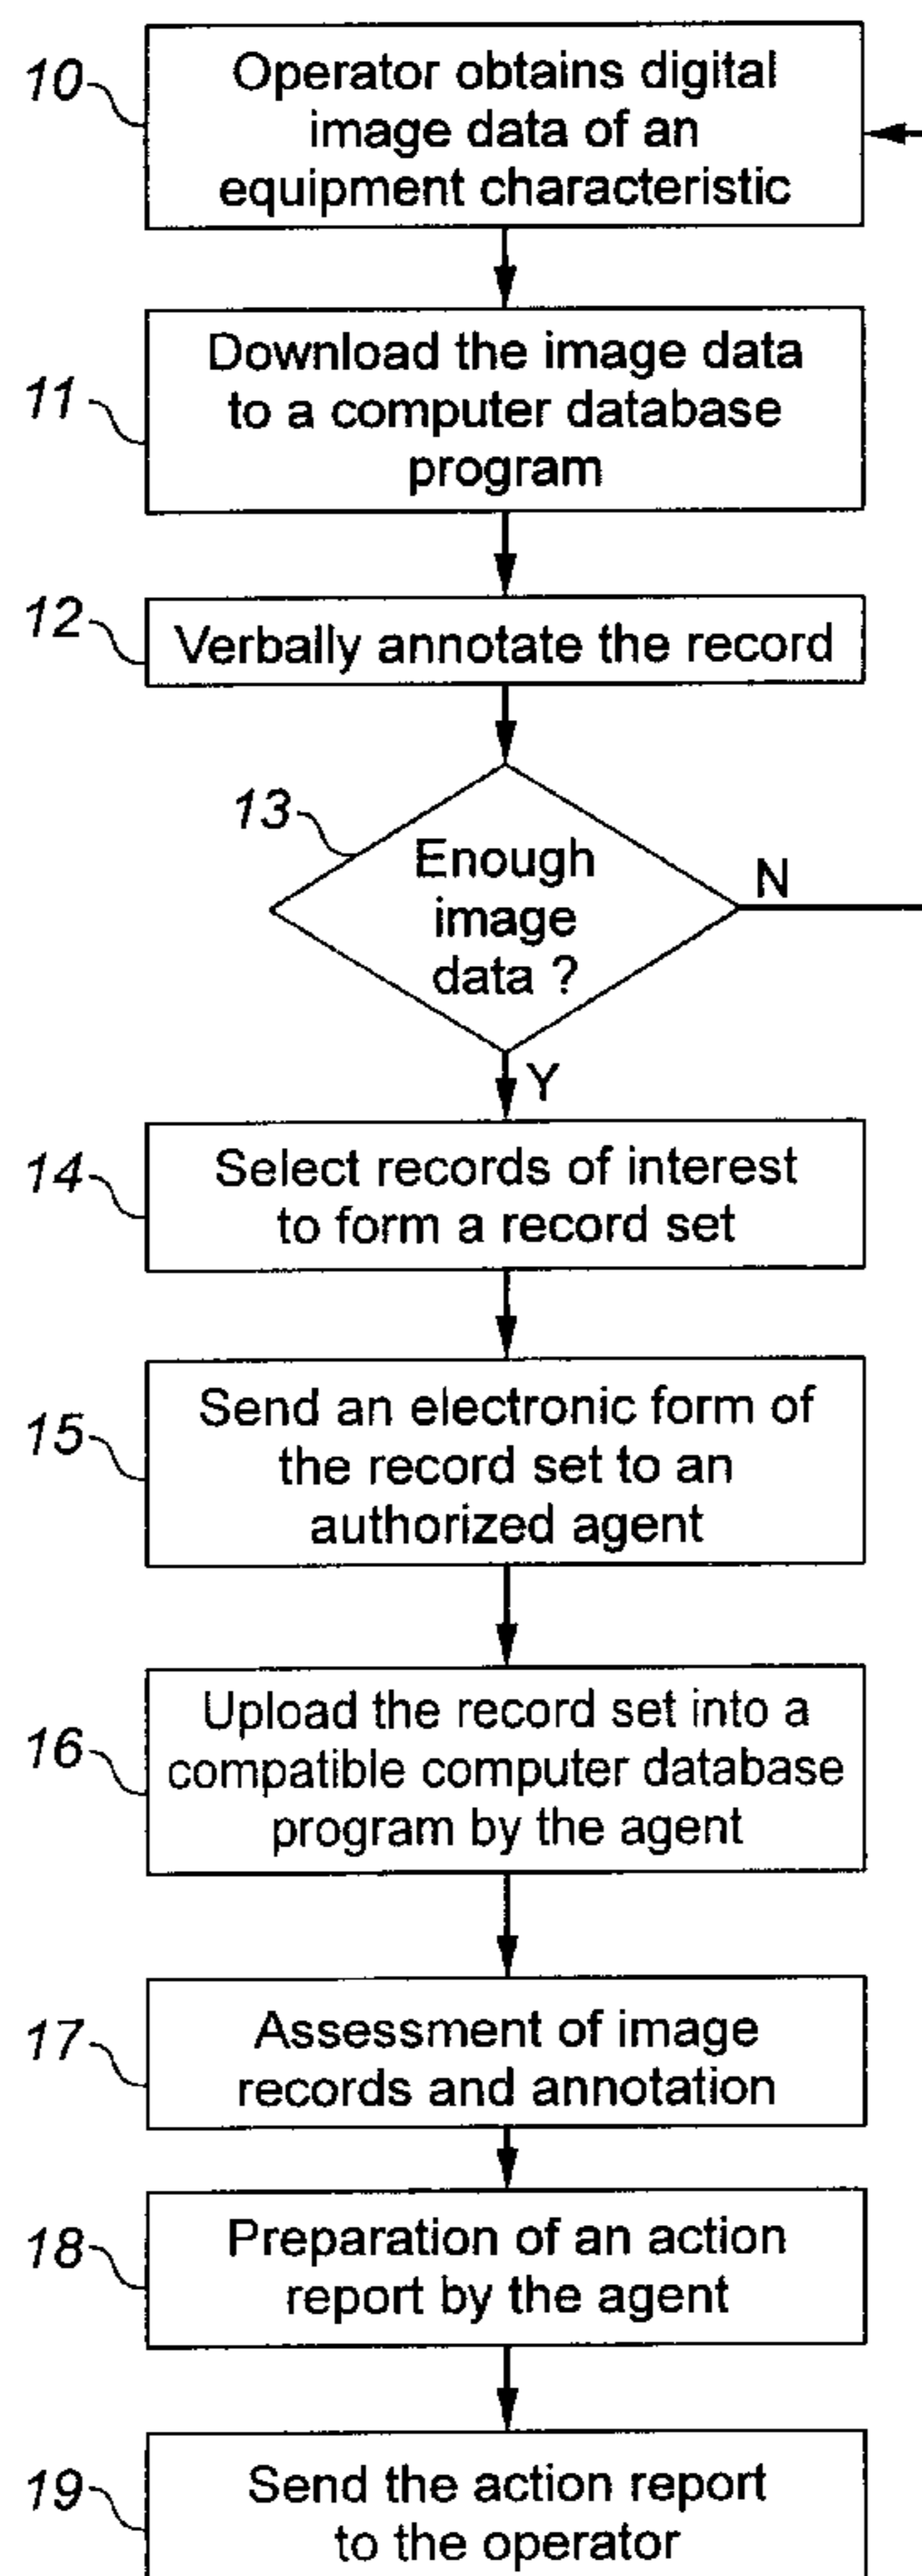 10
Operator obtains digital
image data of an
equipment characteristic
11
Download the image data
to a computer database
program
12
Verbally annotate the record
13
Enough
image
data ?
N
Y
14
Select records of interest
to form a record set
15
Send an electronic form of
the record set to an
authorized agent
16
Upload the record set into a
compatible computer database
program by the agent
17
Assessment of image
records and annotation
18
Preparation of an action
report by the agent
19
Send the action report
to the operator